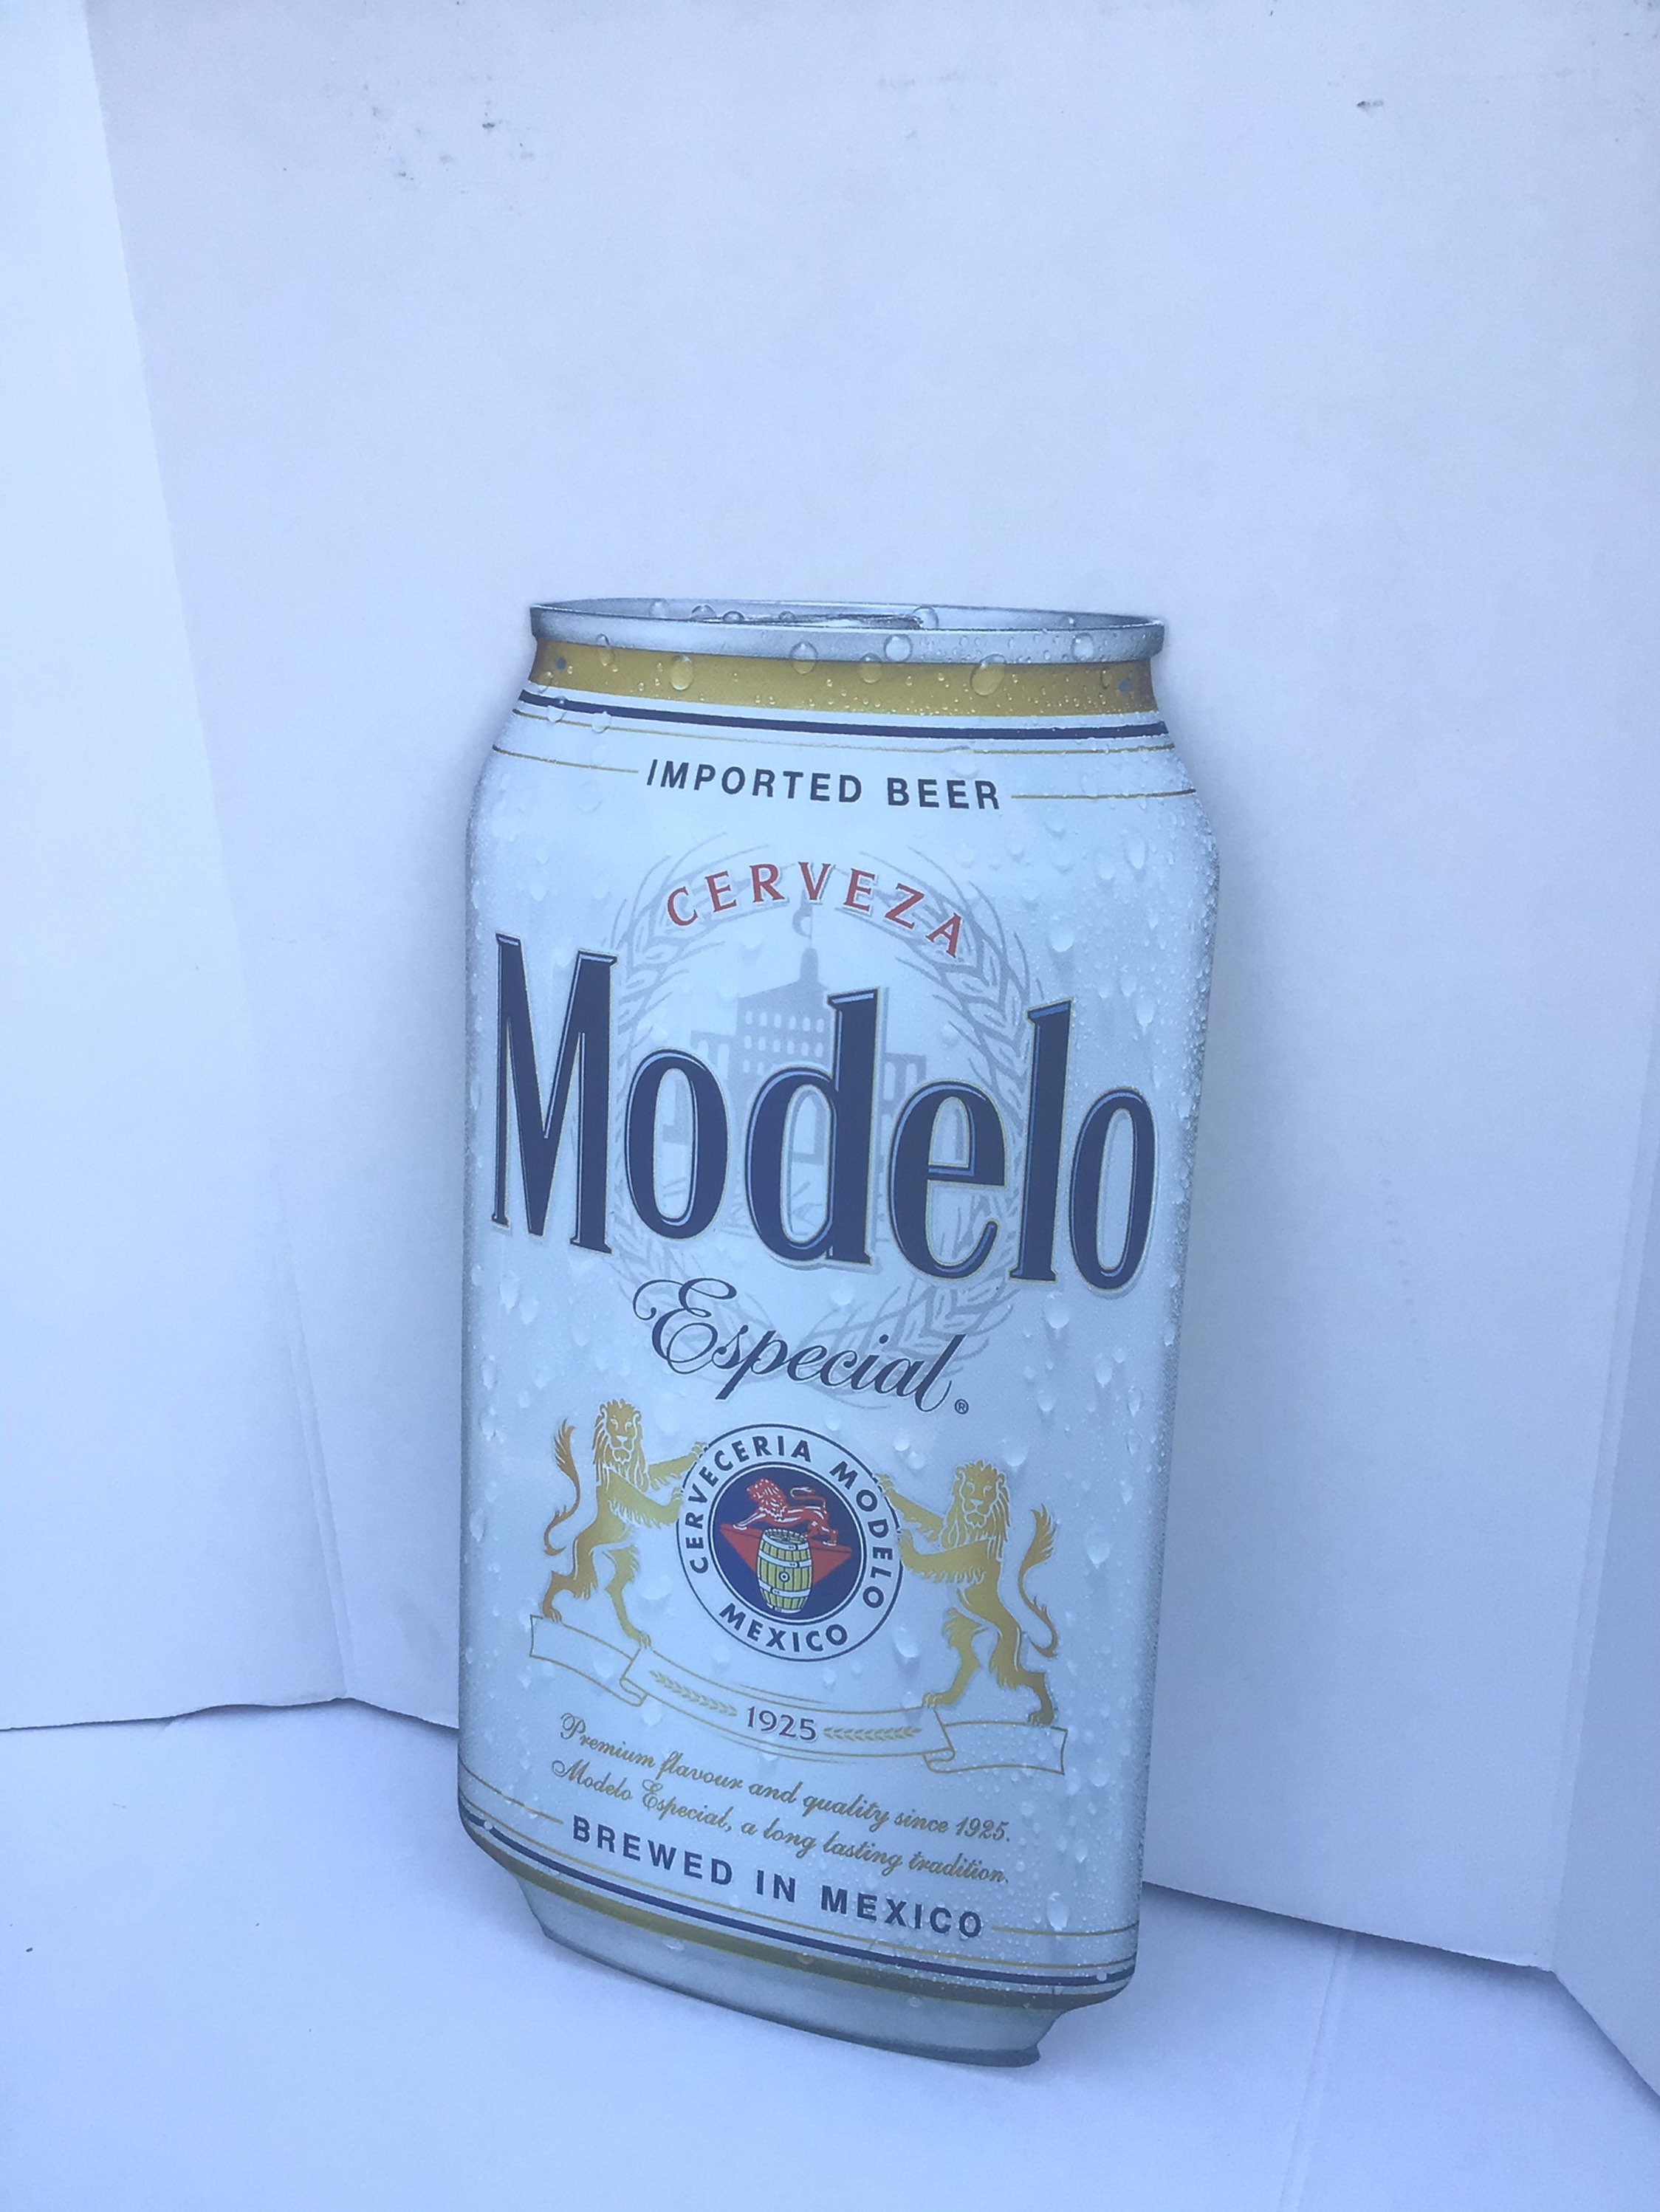 IMPORTED BEER
CERVEZA
Modelo
Especial®
CERVECERIA MODELO
MEXICO
1925
Premium flavour and quality since 1925.
Modelo Especial, a long lasting tradition.
BREWED IN MEXICO